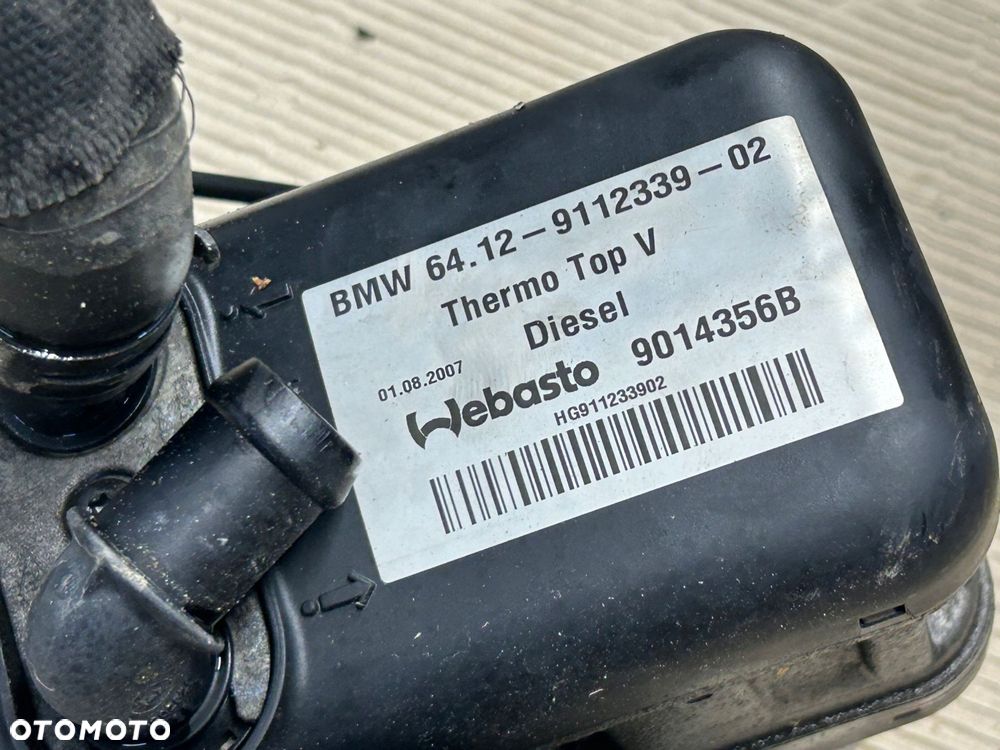 BMW 64.12-9112339-02
Thermo Top V
Diesel
01.08.2007
Webasto 9014356B
HG911233902
OTOMOTO